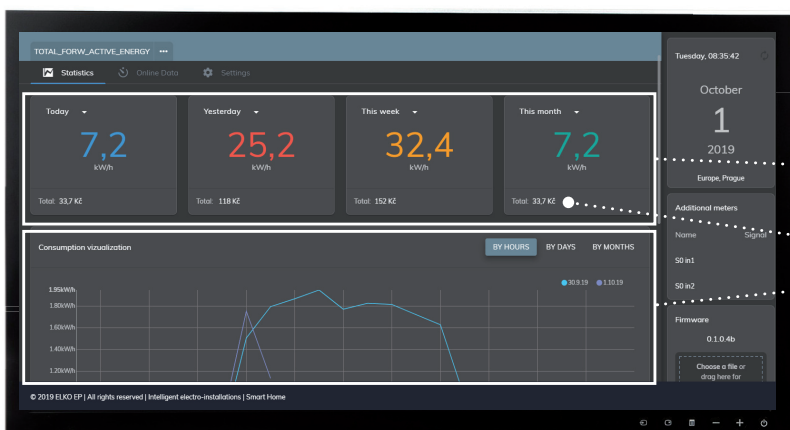 TOTAL_FORW_ACTIVE_ENERGY •••
Statistics Online Data Settings
Today Yesterday This week This month
7,2 25,2 32,4 7,2
kW/h kW/h kW/h kW/h
Total: 33,7 Kč Total: 118 Kč Total: 152 Kč Total: 33,7 Kč
Consumption vizualization BY HOURS BY DAYS BY MONTHS
30.9.19 1.10.19
1.95kW/h
1.80kW/h
1.60kW/h
1.40kW/h
1.20kW/h
© 2019 ELKO EP | All rights reserved | Intelligent electro-installations | Smart Home
Tuesday, 08:35:42
October
1
2019
Europe, Prague
Additional meters
Name Signal
S0 in1
S0 in2
Firmware
0.1.0.4b
Choose a file or
drag here for